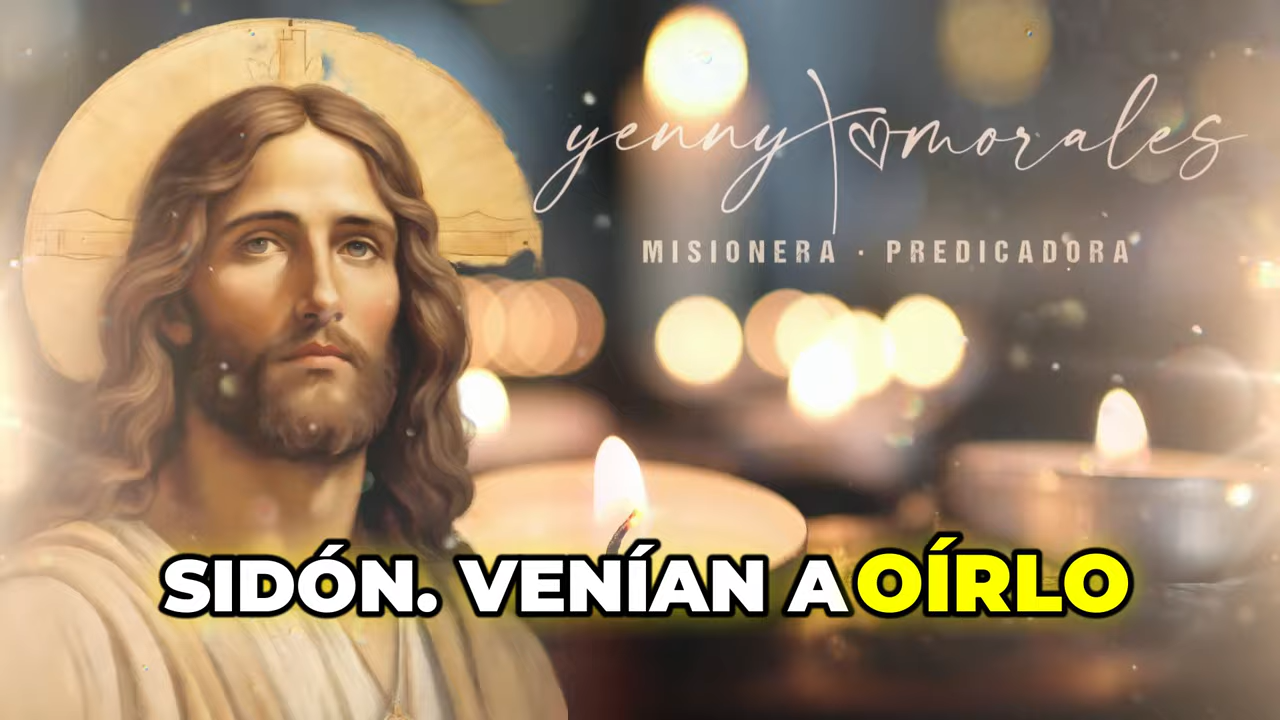 yenny morales
MISIONERA · PREDICADORA
SIDÓN. VENÍAN A OÍRLO